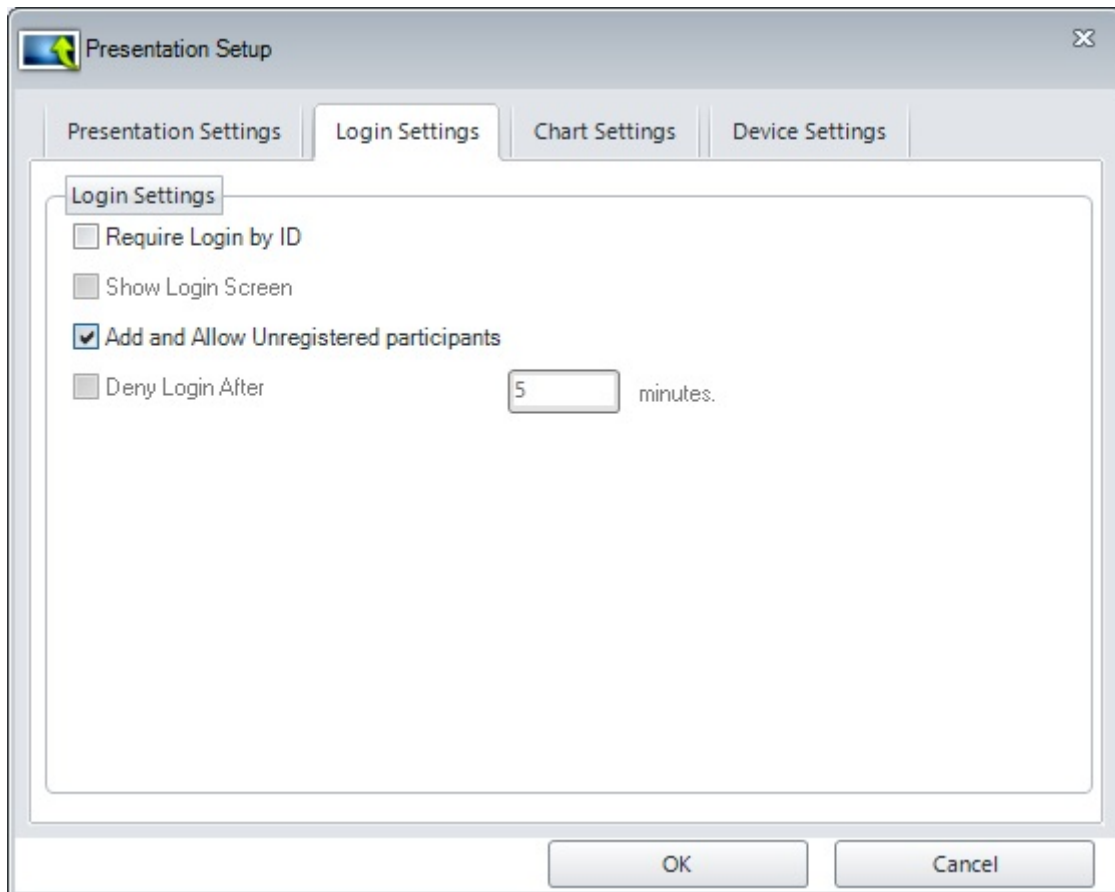 Presentation Setup
Presentation Settings
Login Settings
Chart Settings
Device Settings
Login Settings
Require Login by ID
Show Login Screen
Add and Allow Unregistered participants
Deny Login After 5 minutes.
OK
Cancel